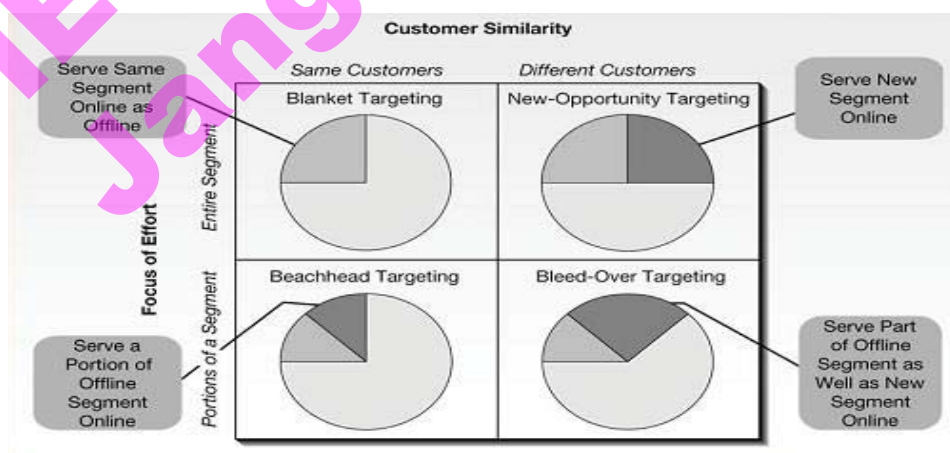 Customer Similarity
Same Customers
Different Customers
Serve Same
Segment
Online as
Offline
Blanket Targeting
New-Opportunity Targeting
Serve New
Segment
Online
Focus of Effort
Entire Segment
Portions of a Segment
Beachhead Targeting
Bleed-Over Targeting
Serve a
Portion of
Offline
Segment
Online
Serve Part
of Offline
Segment as
Well as New
Segment
Online
Jang